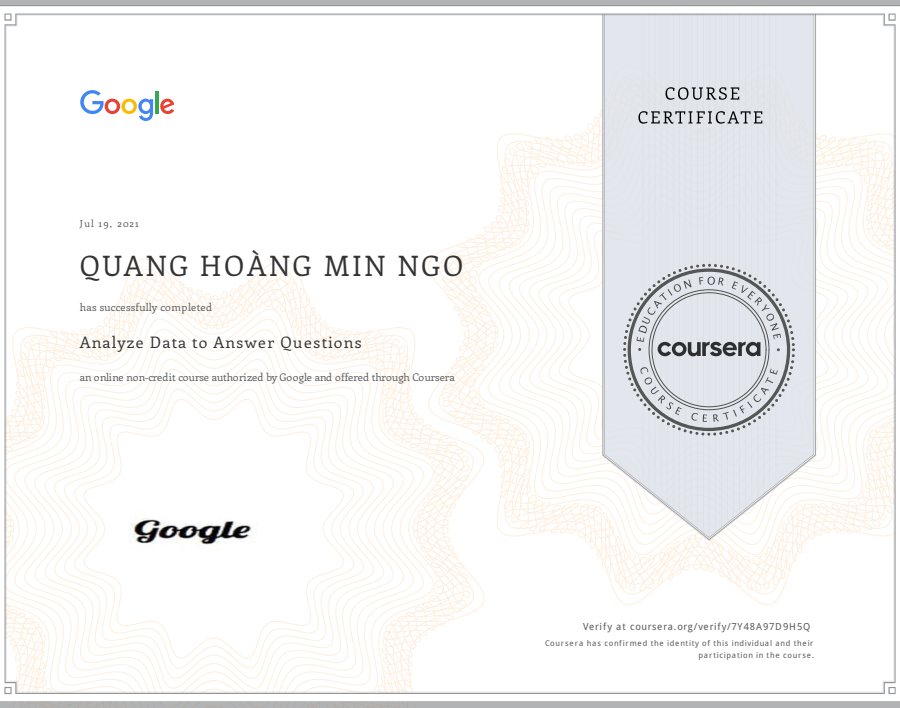 Google
COURSE
CERTIFICATE
Jul 19, 2021
QUANG HOÀNG MIN NGO
has successfully completed
Analyze Data to Answer Questions
an online non-credit course authorized by Google and offered through Coursera
EDUCATION FOR EVERYONE
coursera
COURSE CERTIFICATE
Google
Verify at coursera.org/verify/7Y48A97D9H5Q
Coursera has confirmed the identity of this individual and their
participation in the course.